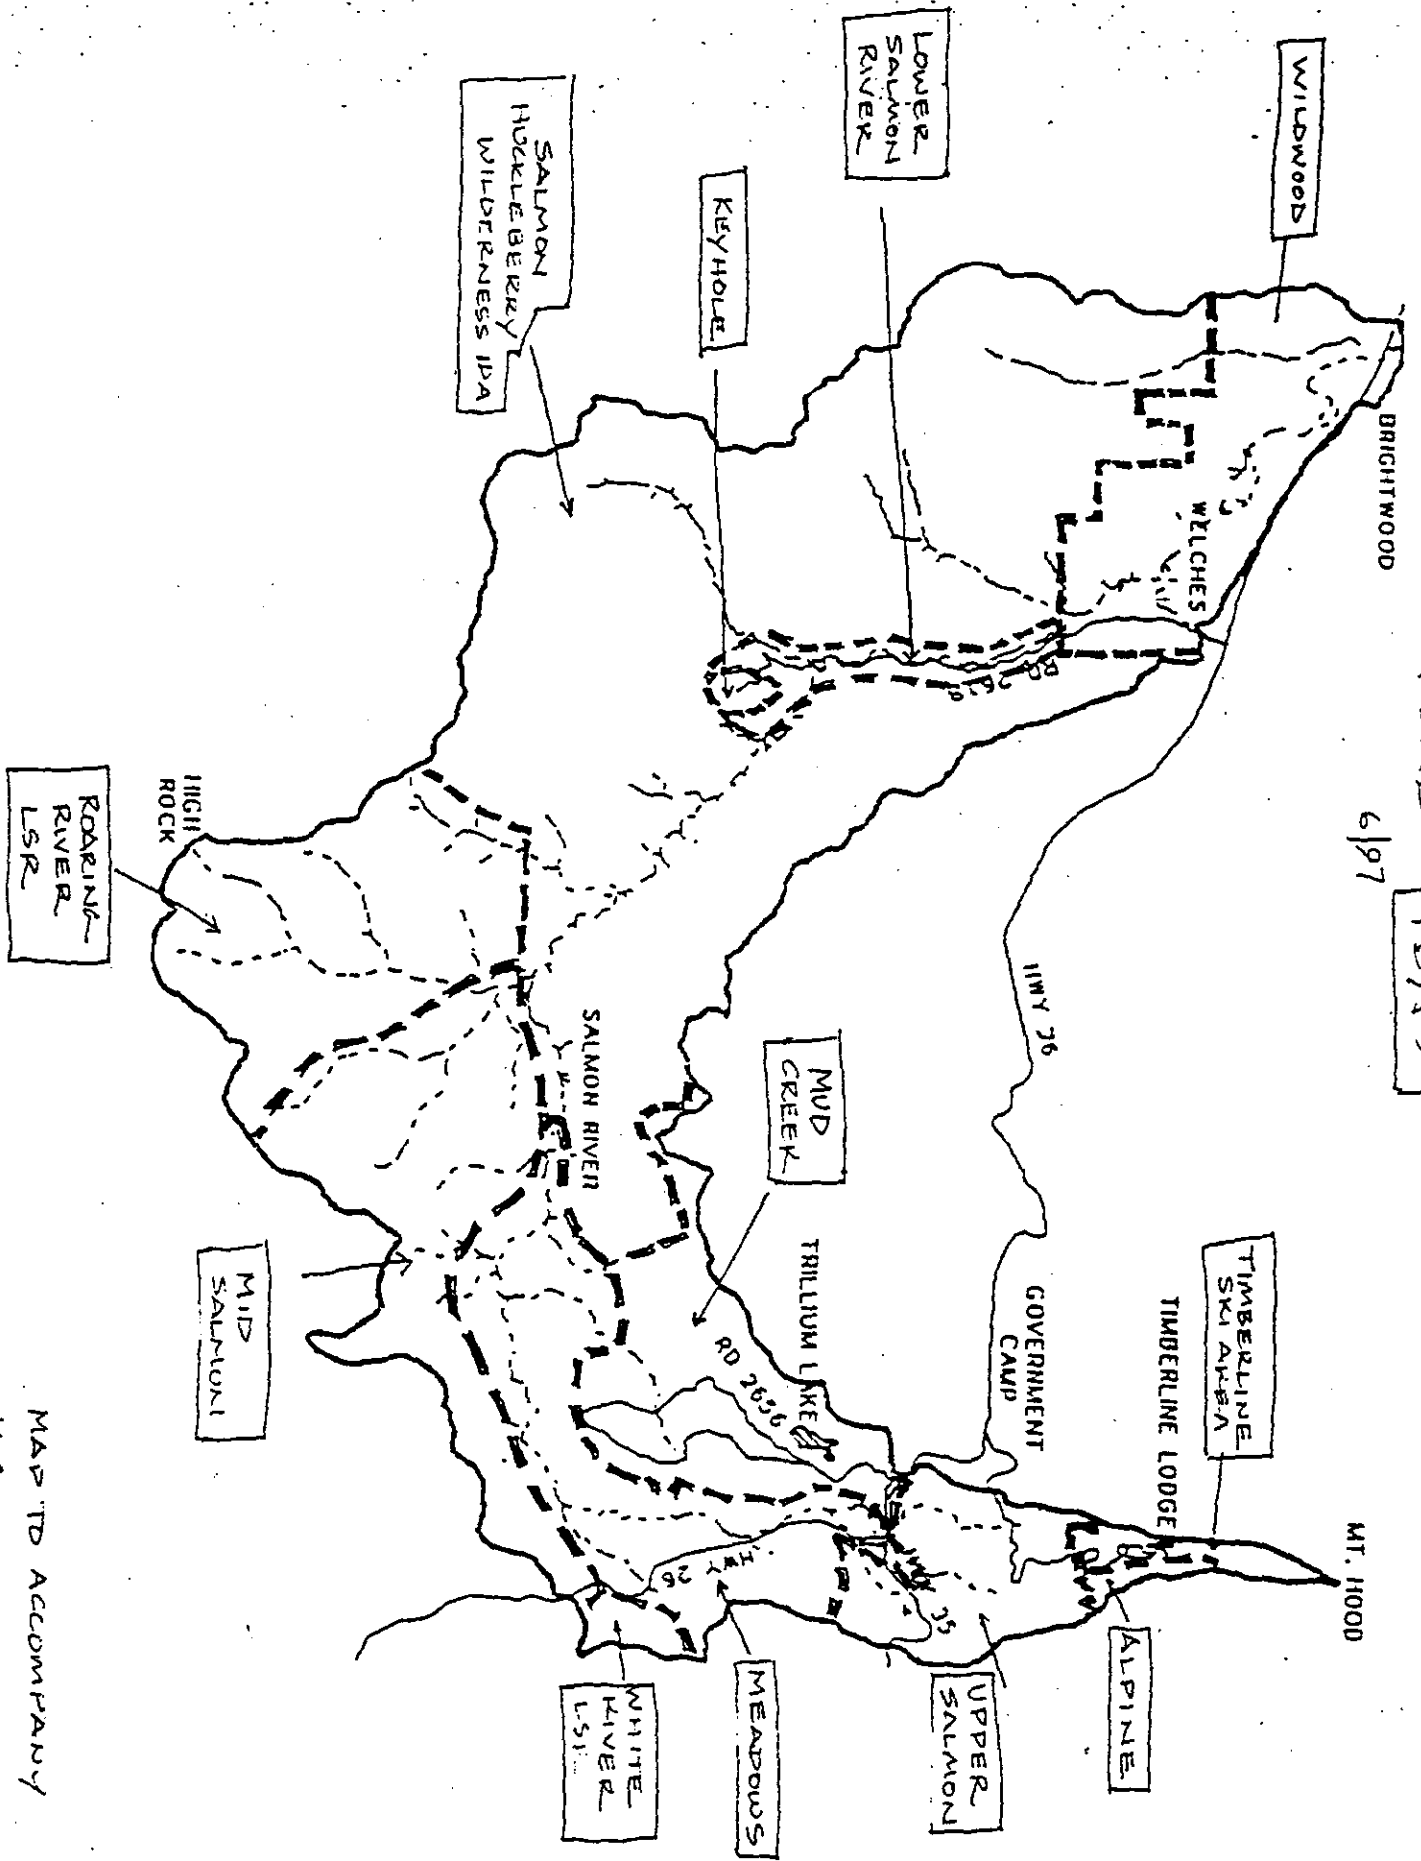 6/97
WILDWOOD
LOWER
SALMON
RIVER
SALMON
HUCKLEBERRY
WILDERNESS IDA
KEYHOLE
BRIGHTWOOD
WELCHES
RD 2618
HIGH
ROCK
ROARING
RIVER
LSR
HWY 26
SALMON RIVER
MUD
CREEK
TRILLIUM LAKE
RD 2656
GOVERNMENT
CAMP
TIMBERLINE
SKI AREA
TIMBERLINE LODGE
MT. HOOD
MID
SALMON
HWY 26
HWY 35
ALPINE
UPPER
SALMON
MEADOWS
WHITE
RIVER
MAP TO ACCOMPANY